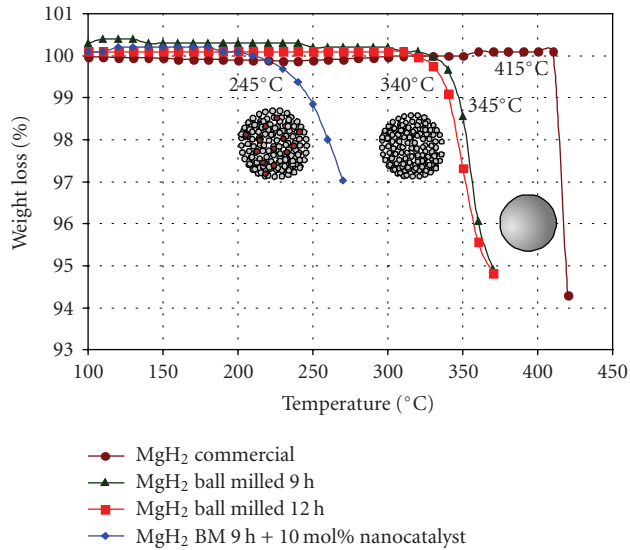 101
100
99
98
97
96
95
94
93
Weight loss (%)
245°C
340°C
415°C
345°C
100
150
200
250
300
350
400
450
Temperature (°C)
MgH₂ commercial
MgH₂ ball milled 9 h
MgH₂ ball milled 12 h
MgH₂ BM 9 h + 10 mol% nanocatalyst